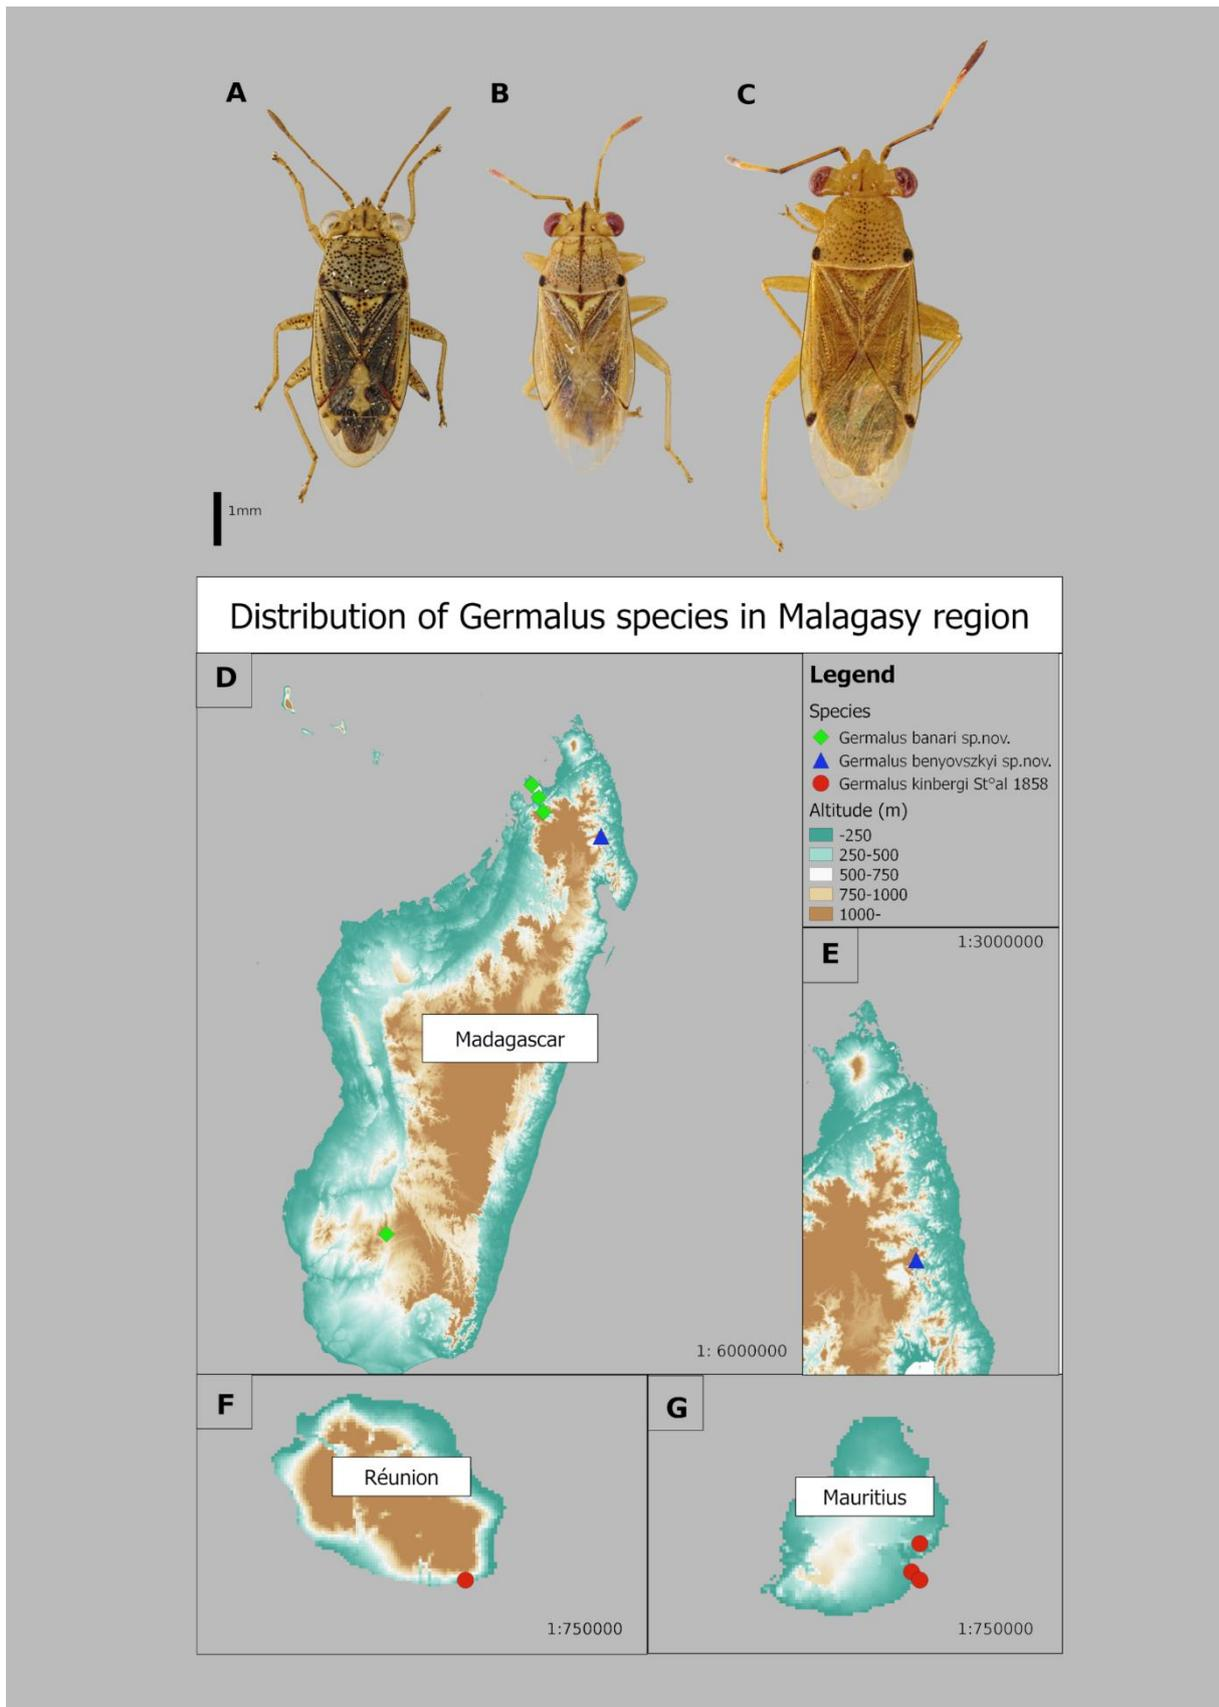 A
B
C
1mm
Distribution of Germalus species in Malagasy region
D
Legend
Species
Germalus banari sp.nov.
Germalus benyovszkyi sp.nov.
Germalus kinbergi St°al 1858
Altitude (m)
-250
250-500
500-750
750-1000
1000-
E
1:3000000
Madagascar
1: 6000000
F
Réunion
1:750000
G
Mauritius
1:750000